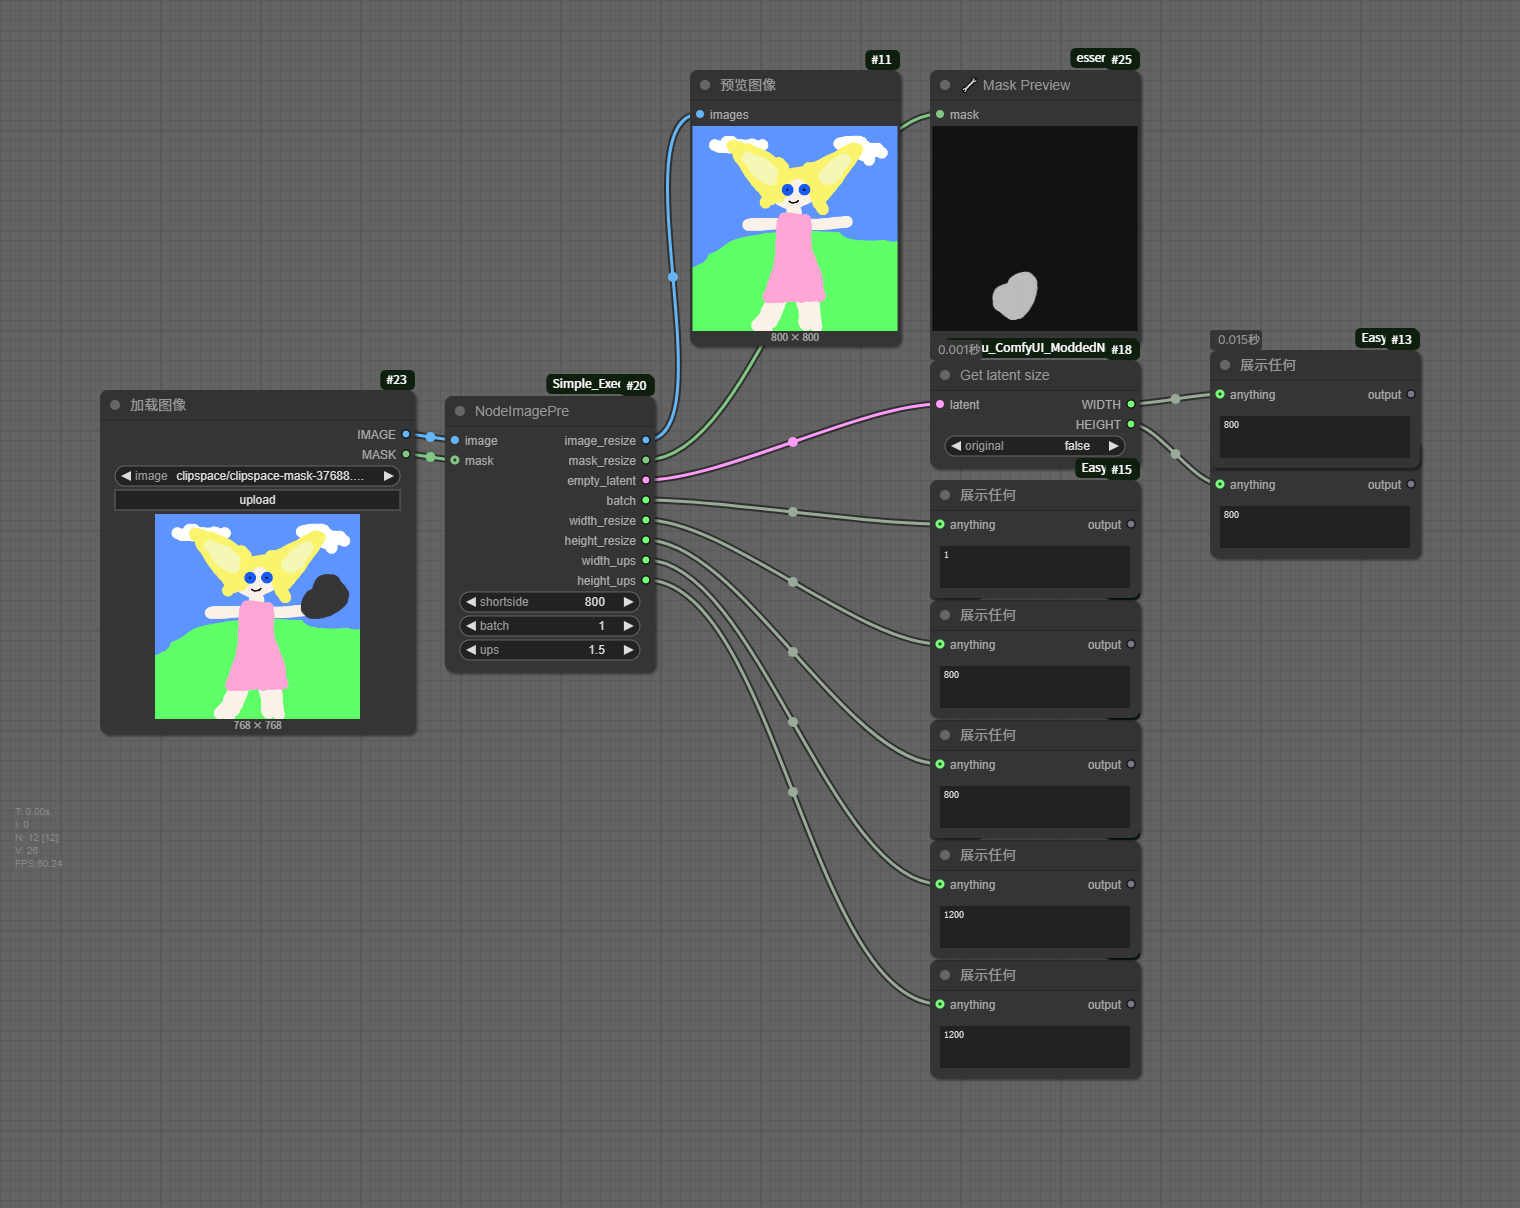 #23
加载图像
IMAGE
MASK
image clipspace/clipspace-mask-37688....
upload
768 × 768
#20
NodeImagePre
image
mask
image_resize
mask_resize
empty_latent
batch
width_resize
height_resize
width_ups
height_ups
shortside 800
batch 1
ups 1.5
#11
预览图像
images
800 × 800
esser #25
Mask Preview
mask
0.001秒 u_ComfyUI_ModdedN #18
Get latent size
latent
WIDTH
HEIGHT
original false
Easy #15
展示任何
anything output
1
展示任何
anything output
800
展示任何
anything output
800
展示任何
anything output
1200
展示任何
anything output
1200
0.015秒 Easy #13
展示任何
anything output
800
anything output
800
T: 0.00s
I: 0
N: 12 [12]
V: 26
FPS:60.24